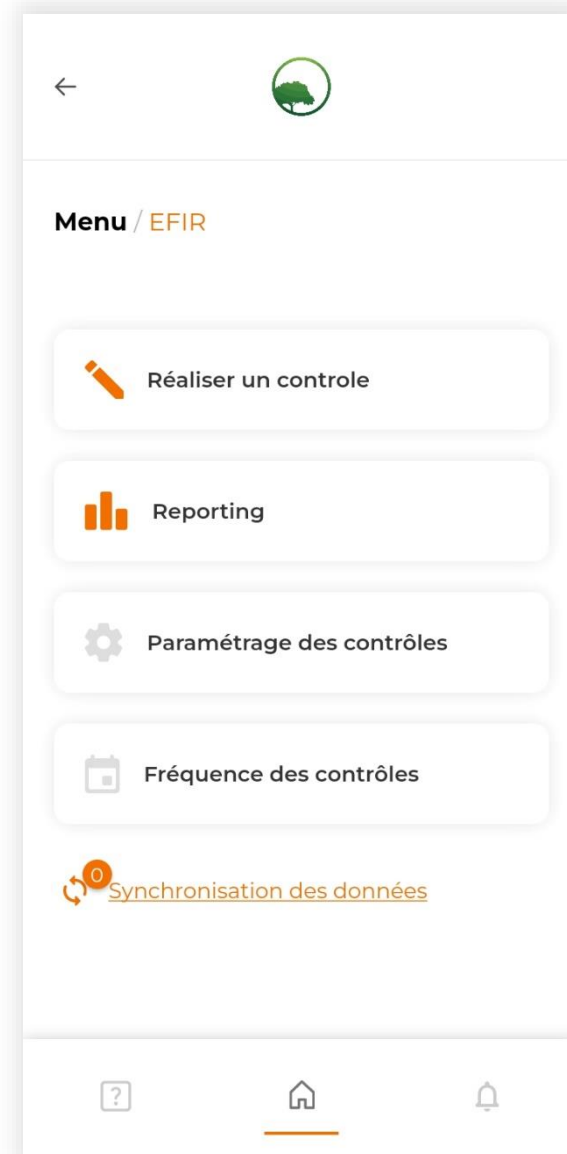 Menu / EFIR
Réaliser un controle
Reporting
Paramétrage des contrôles
Fréquence des contrôles
0
Synchronisation des données
?